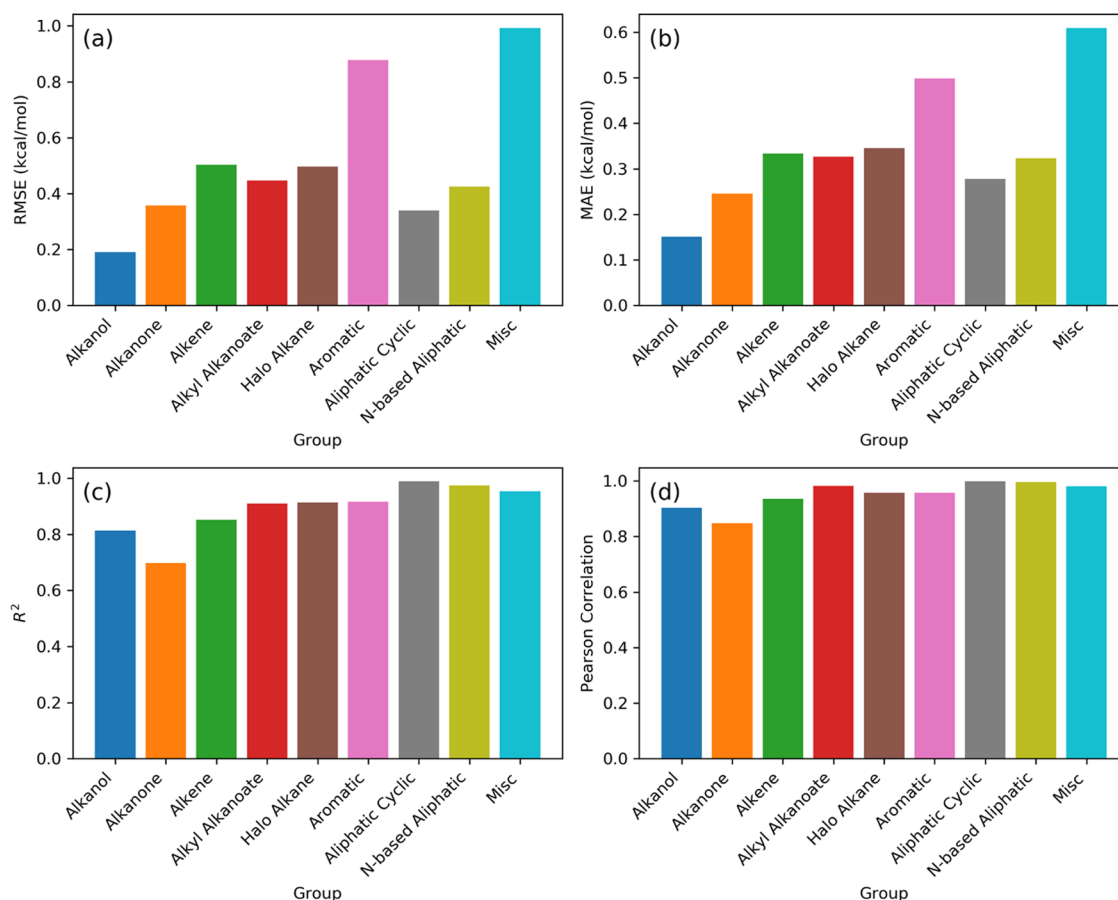 (a)
RMSE (kcal/mol)
1.0
0.8
0.6
0.4
0.2
0.0
Alkanol
Alkanone
Alkene
Alkyl Alkanoate
Halo Alkane
Aromatic
Aliphatic Cyclic
N-based Aliphatic
Misc
Group
(b)
MAE (kcal/mol)
0.6
0.5
0.4
0.3
0.2
0.1
0.0
Alkanol
Alkanone
Alkene
Alkyl Alkanoate
Halo Alkane
Aromatic
Aliphatic Cyclic
N-based Aliphatic
Misc
Group
(c)
R²
1.0
0.8
0.6
0.4
0.2
0.0
Alkanol
Alkanone
Alkene
Alkyl Alkanoate
Halo Alkane
Aromatic
Aliphatic Cyclic
N-based Aliphatic
Misc
Group
(d)
Pearson Correlation
1.0
0.8
0.6
0.4
0.2
0.0
Alkanol
Alkanone
Alkene
Alkyl Alkanoate
Halo Alkane
Aromatic
Aliphatic Cyclic
N-based Aliphatic
Misc
Group